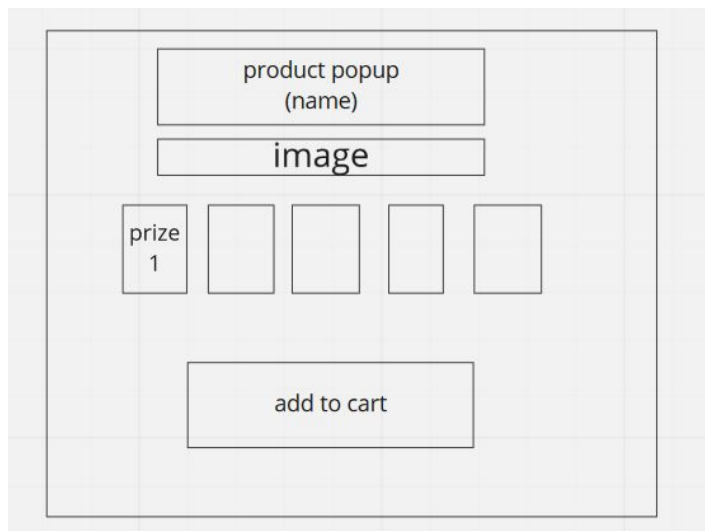 product popup
(name)
image
prize
1
add to cart